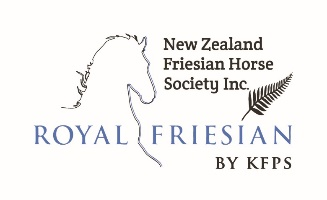 New Zealand
Friesian Horse
Society Inc.
ROYAL FRIESIAN
BY KFPS